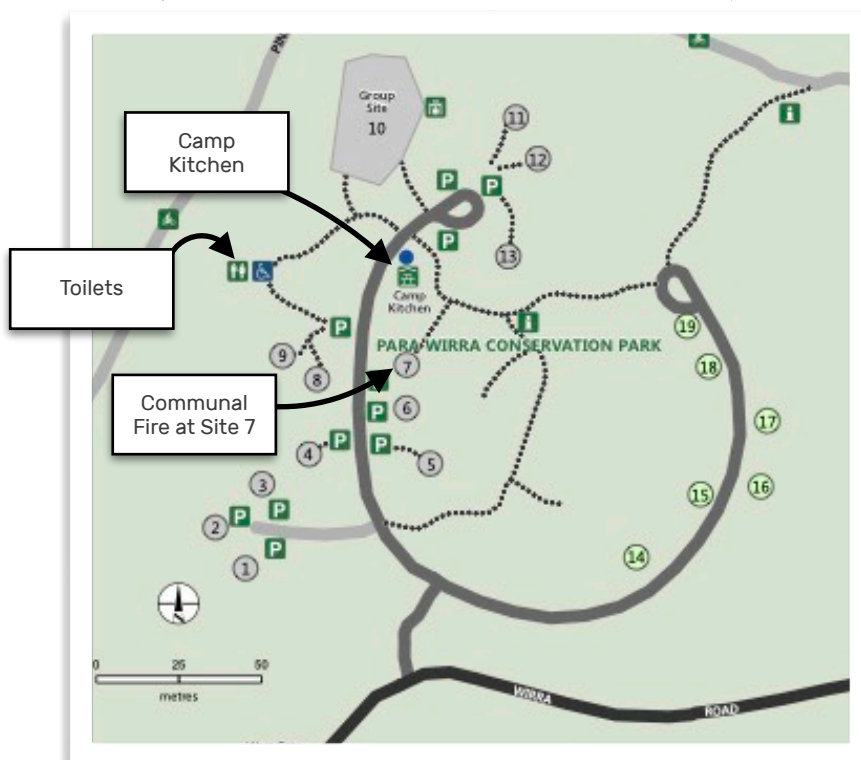 PIN
Group
Site
10
11
12
13
Camp
Kitchen
Toilets
Camp
Kitchen
PARA WIRRA CONSERVATION PARK
19
18
17
16
15
14
9
8
7
6
5
4
3
2
1
P
P
P
P
P
P
P
P
P
P
i
i
Communal
Fire at Site 7
0 25 50
metres
WIRRA
ROAD